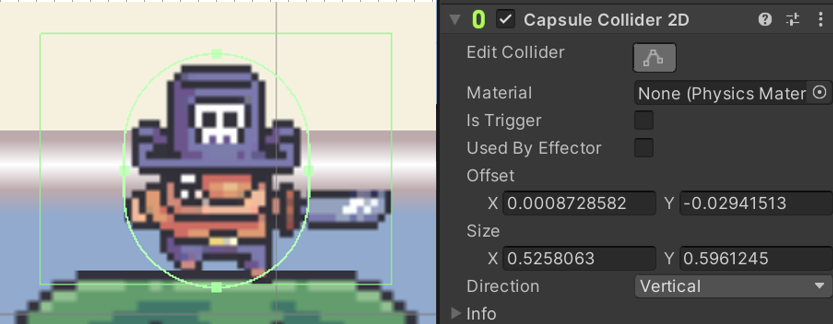 Capsule Collider 2D
Edit Collider
Material None (Physics Mater
Is Trigger
Used By Effector
Offset
X 0.0008728582 Y -0.02941513
Size
X 0.5258063 Y 0.5961245
Direction Vertical
Info